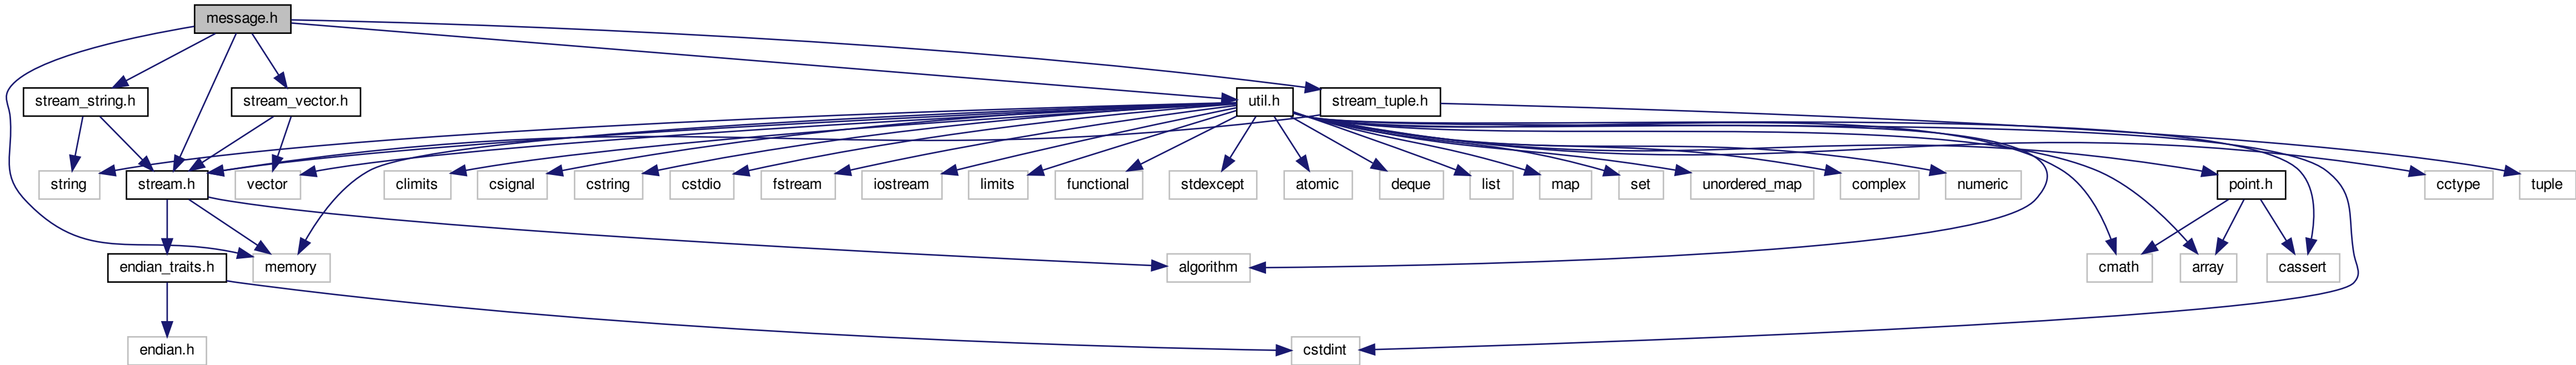 message.h
stream_string.h
stream_vector.h
util.h
stream_tuple.h
string
stream.h
vector
climits
csignal
cstring
cstdio
fstream
iostream
limits
functional
stdexcept
atomic
deque
list
map
set
unordered_map
complex
numeric
point.h
cctype
tuple
endian_traits.h
memory
algorithm
cmath
array
cassert
endian.h
cstdint